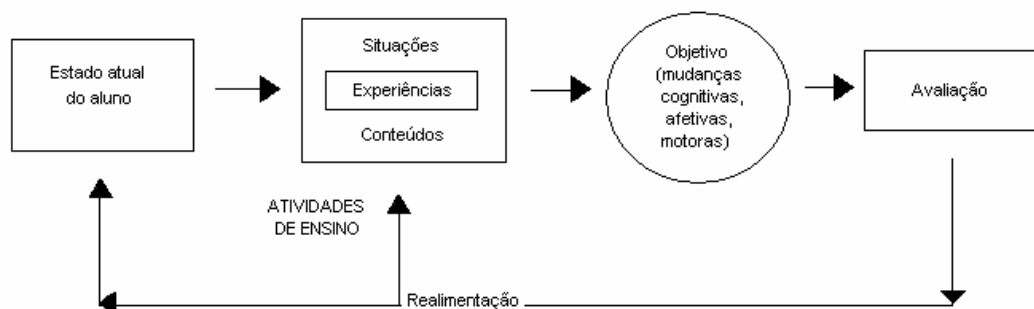 Estado atual
do aluno
Situações
Experiências
Conteúdos
Objetivo
(mudanças
cognitivas,
afetivas,
motoras)
Avaliação
ATIVIDADES
DE ENSINO
Realimentação